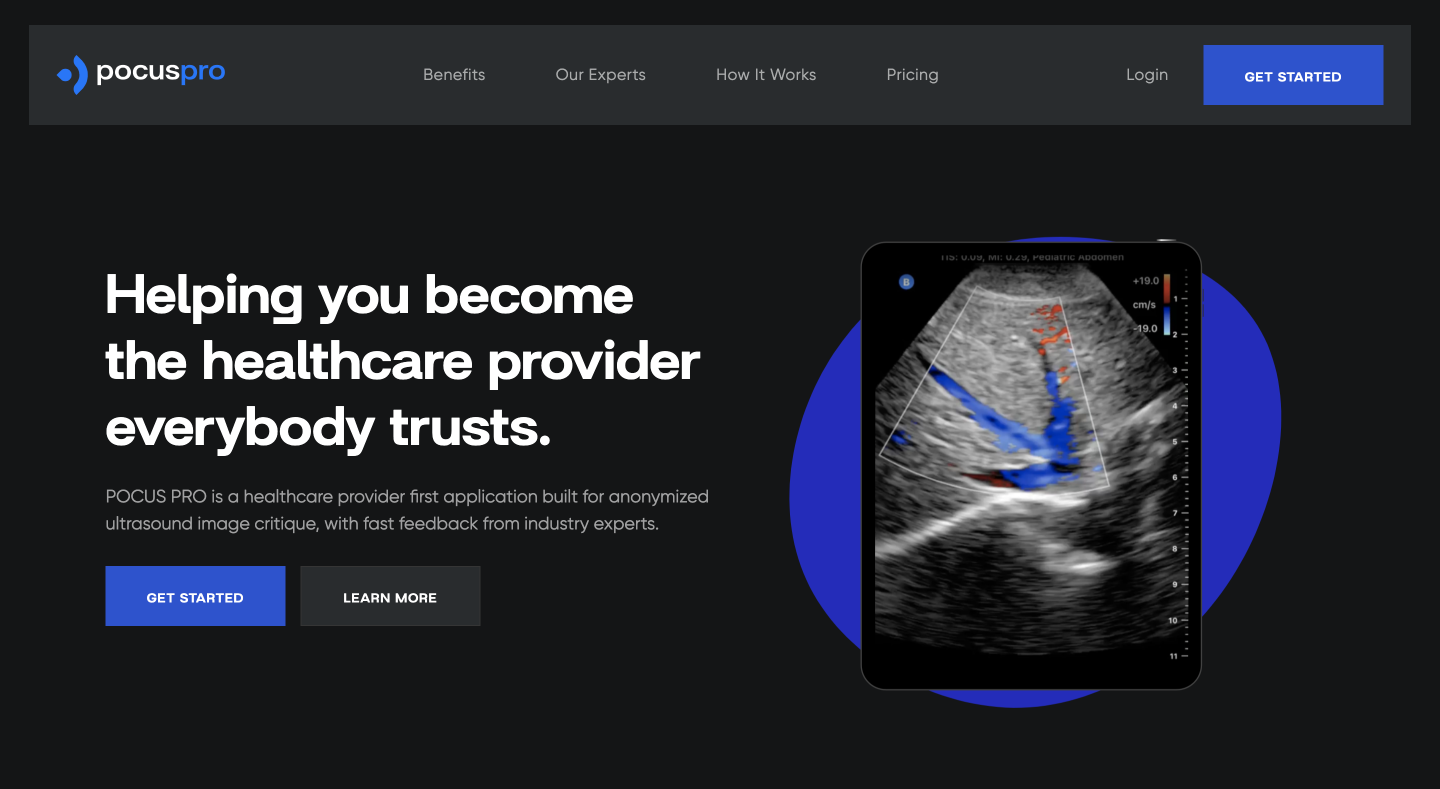 pocuspro
Benefits
Our Experts
How It Works
Pricing
Login
GET STARTED
Helping you become
the healthcare provider
everybody trusts.
POCUS PRO is a healthcare provider first application built for anonymized
ultrasound image critique, with fast feedback from industry experts.
GET STARTED
LEARN MORE
TIS: 0.09, MI: 0.29, Pediatric Abdomen
B
+19.0
cm/s
-19.0
1
2
3
4
5
6
7
8
9
10
11